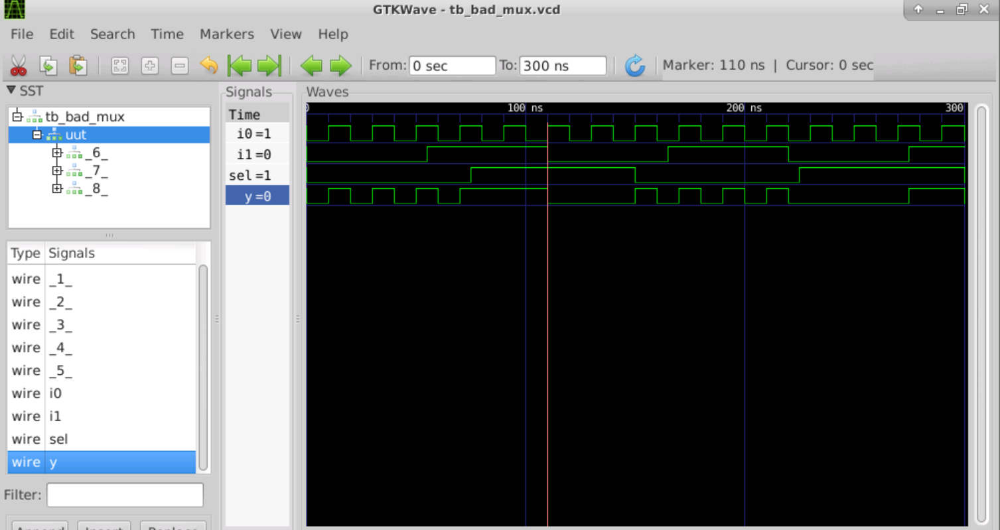 GTKWave - tb_bad_mux.vcd
File Edit Search Time Markers View Help
From: 0 sec To: 300 ns Marker: 110 ns | Cursor: 0 sec
SST
tb_bad_mux
uut
_6_
_7_
_8_
Type Signals
wire _1_
wire _2_
wire _3_
wire _4_
wire _5_
wire i0
wire i1
wire sel
wire y
Filter:
Append Insert Replace
Signals
Time
i0=1
i1=0
sel=1
y=0
Waves
0 100 ns 200 ns 300